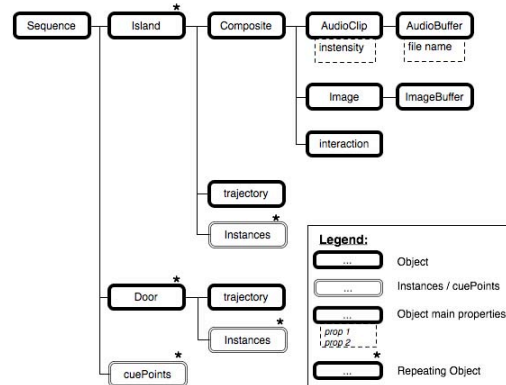 Sequence
Island
*
Composite
AudioClip
AudioBuffer
instensity
file name
Image
ImageBuffer
interaction
trajectory
*
Instances
Door
*
trajectory
*
Instances
*
cuePoints
Legend:
... Object
... Instances / cuePoints
... Object main properties
prop 1
prop 2
*
... Repeating Object